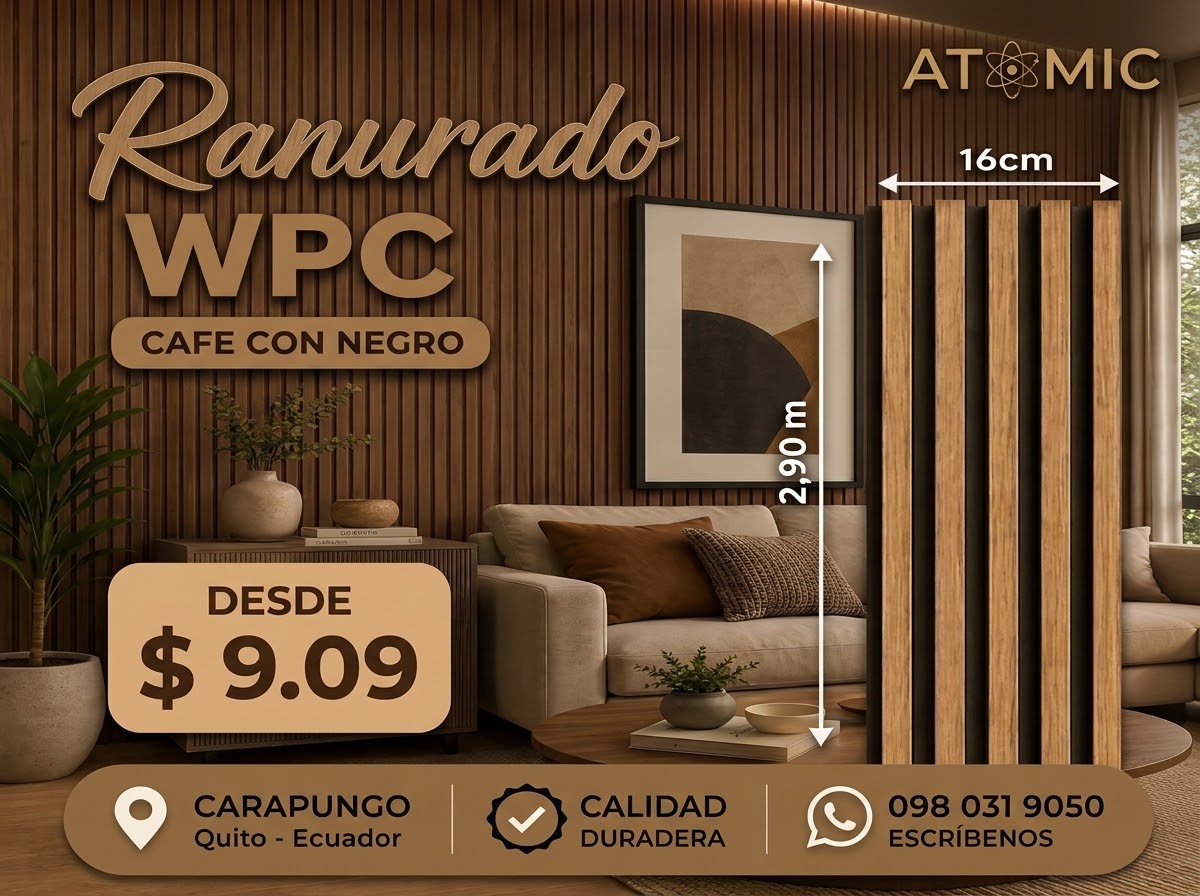 ATOMIC
Ranurado
WPC
CAFE CON NEGRO
16cm
2,90 m
DESDE
$ 9.09
CARAPUNGO
Quito - Ecuador
CALIDAD
DURADERA
098 031 9050
ESCRÍBENOS